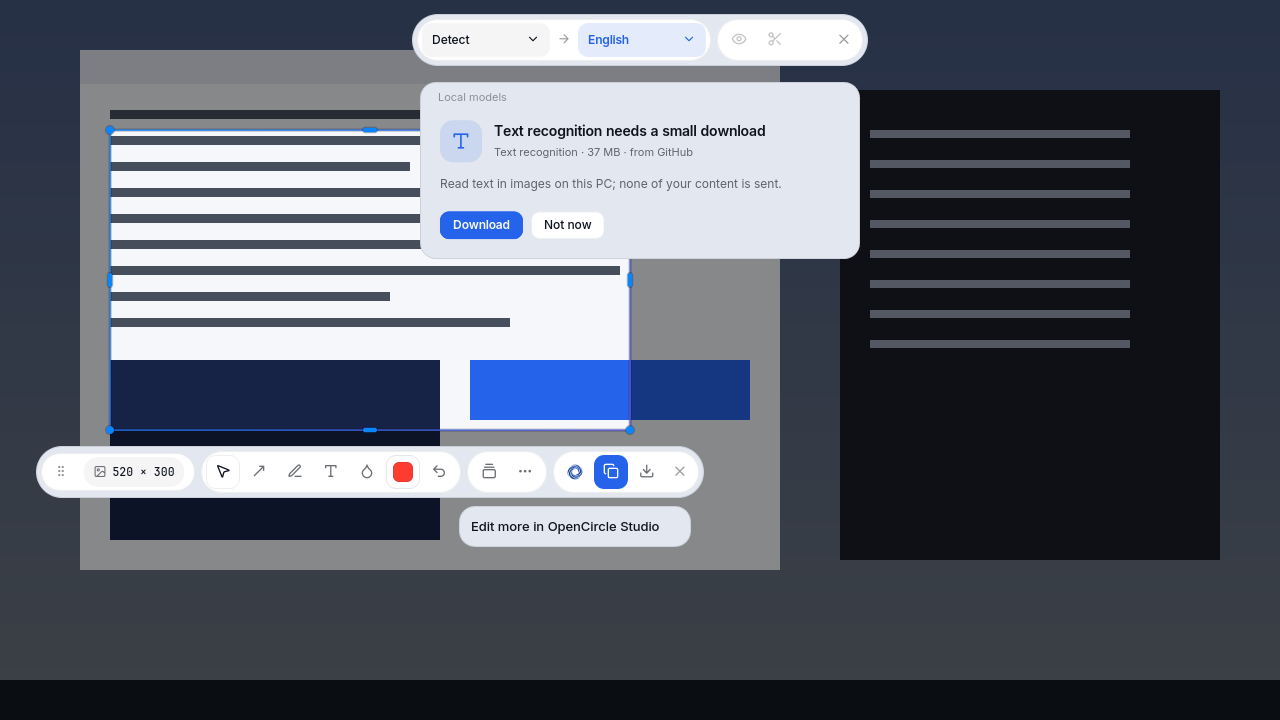 Detect
English
Local models
Text recognition needs a small download
Text recognition · 37 MB · from GitHub
Read text in images on this PC; none of your content is sent.
Download
Not now
520 × 300
Edit more in OpenCircle Studio